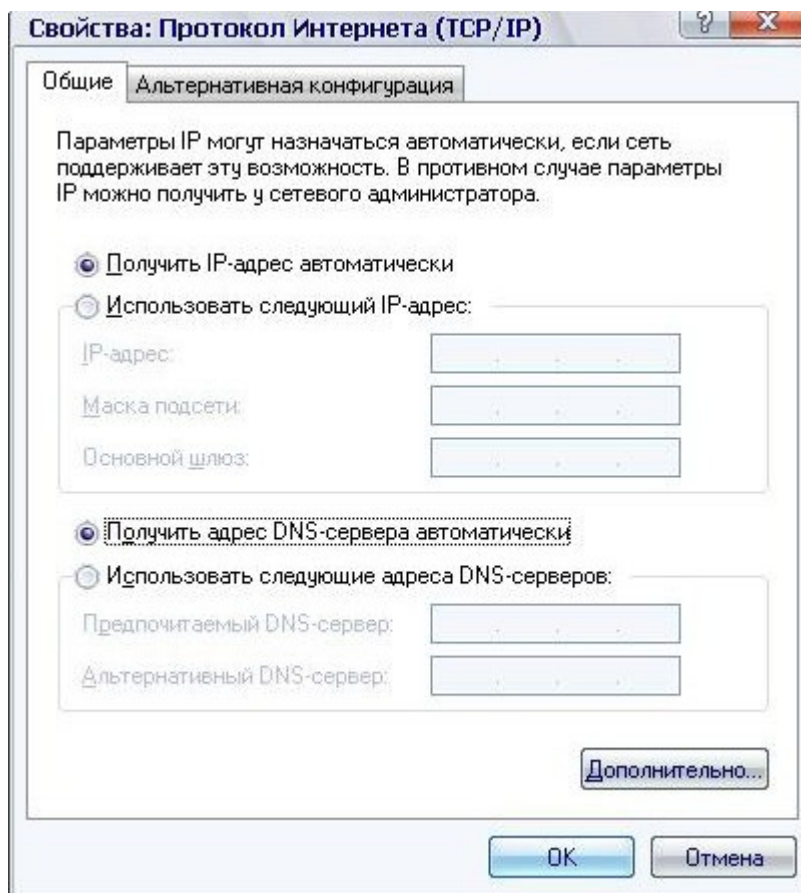 Свойства: Протокол Интернета (TCP/IP)
Общие
Альтернативная конфигурация
Параметры IP могут назначаться автоматически, если сеть
поддерживает эту возможность. В противном случае параметры
IP можно получить у сетевого администратора.
Получить IP-адрес автоматически
Использовать следующий IP-адрес:
IP-адрес:
Маска подсети:
Основной шлюз:
Получить адрес DNS-сервера автоматически
Использовать следующие адреса DNS-серверов:
Предпочитаемый DNS-сервер:
Альтернативный DNS-сервер:
Дополнительно...
ОК
Отмена